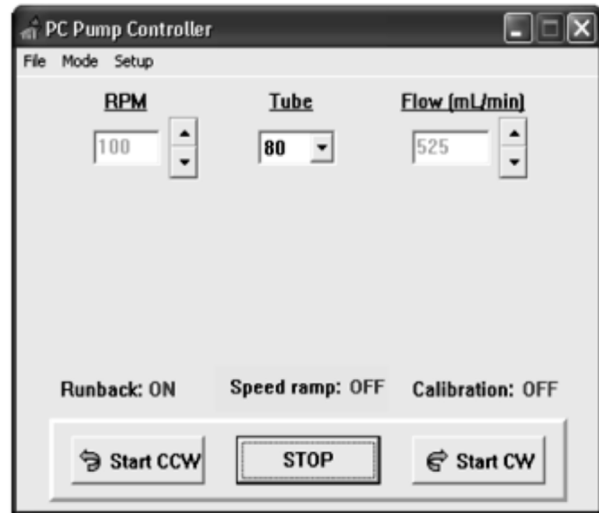 PC Pump Controller
File Mode Setup
RPM Tube Flow (mL/min)
100 80 525
Runback: ON Speed ramp: OFF Calibration: OFF
Start CCW STOP Start CW